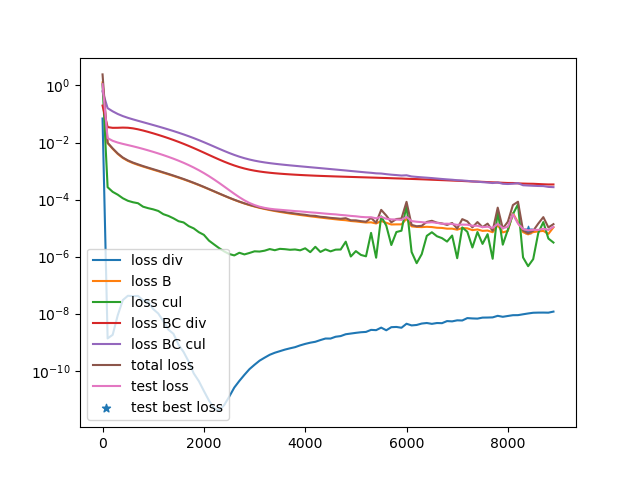 10^0
10^-2
10^-4
10^-6
10^-8
10^-10
loss div
loss B
loss cul
loss BC div
loss BC cul
total loss
test loss
test best loss
0 2000 4000 6000 8000